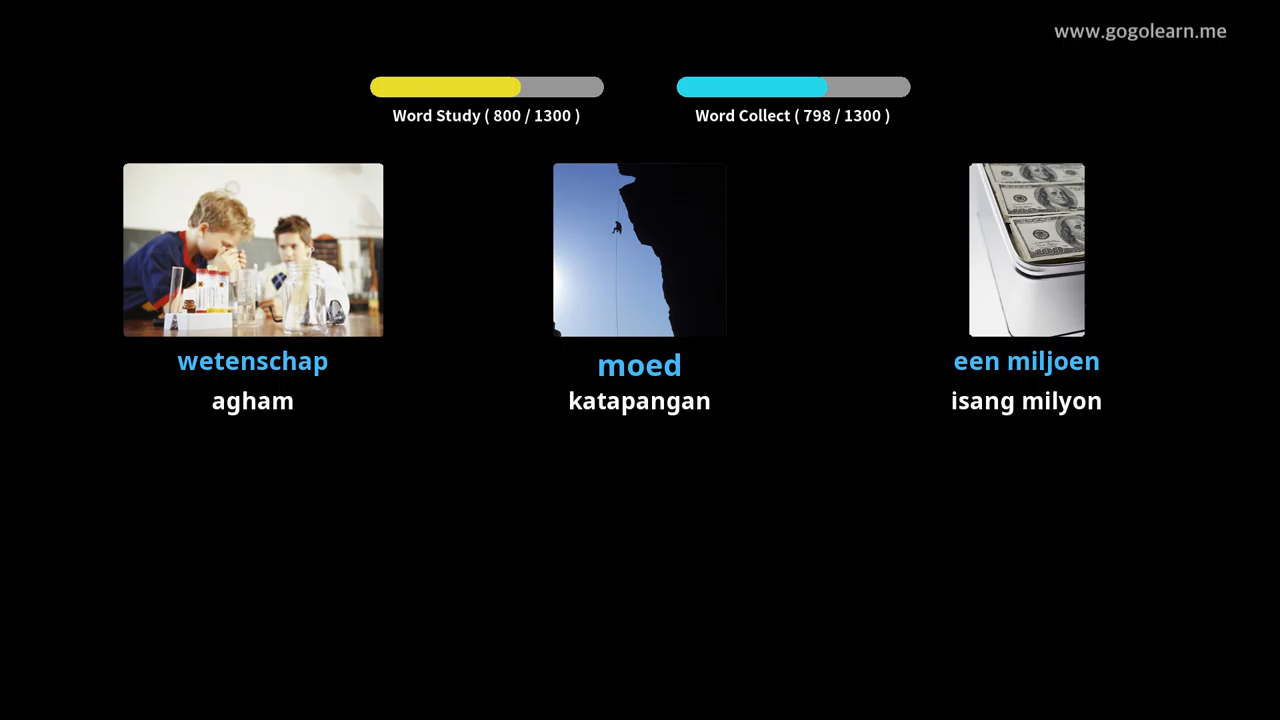 www.gogolearn.me
Word Study ( 800 / 1300 )
Word Collect ( 798 / 1300 )
wetenschap
agham
moed
katapangan
een miljoen
isang milyon